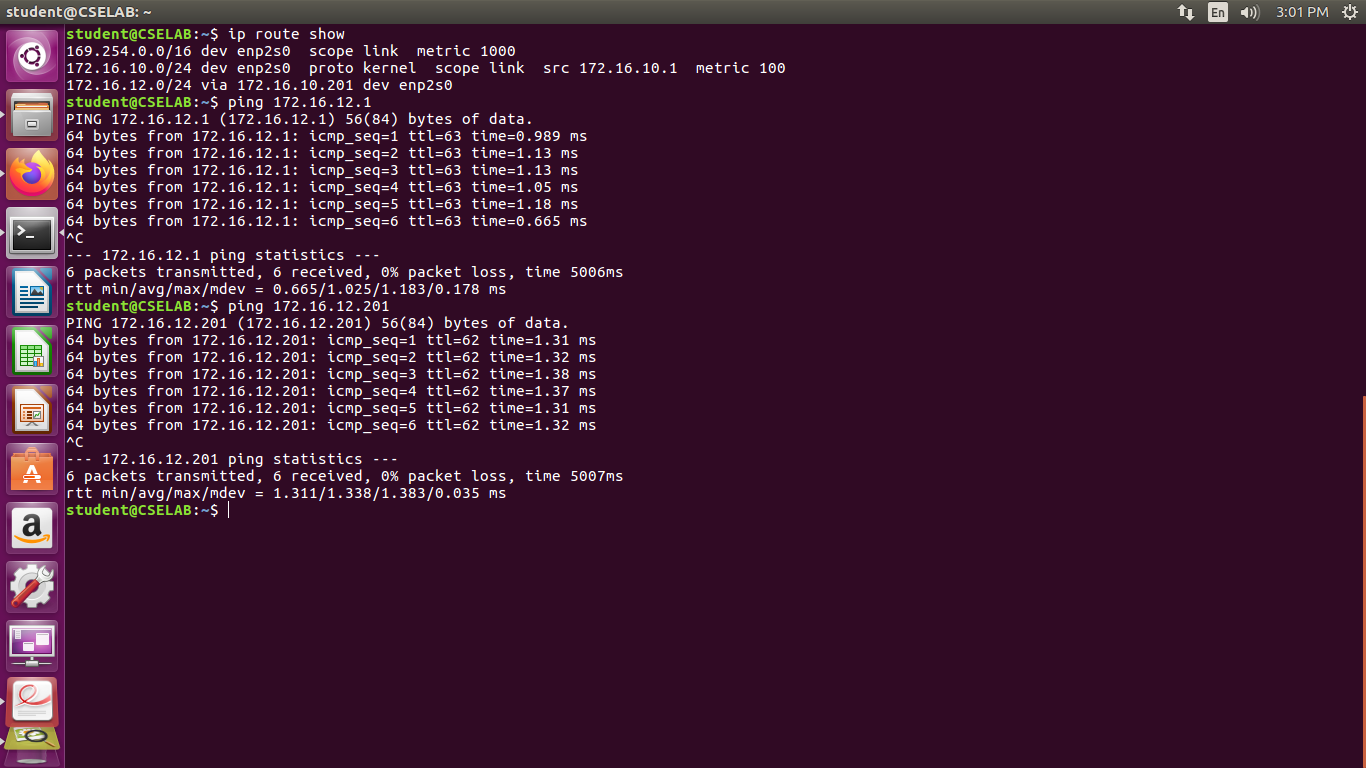 student@CSELAB: ~
En
3:01 PM
student@CSELAB:~$ ip route show
169.254.0.0/16 dev enp2s0  scope link  metric 1000
172.16.10.0/24 dev enp2s0  proto kernel  scope link  src 172.16.10.1  metric 100
172.16.12.0/24 via 172.16.10.201 dev enp2s0
student@CSELAB:~$ ping 172.16.12.1
PING 172.16.12.1 (172.16.12.1) 56(84) bytes of data.
64 bytes from 172.16.12.1: icmp_seq=1 ttl=63 time=0.989 ms
64 bytes from 172.16.12.1: icmp_seq=2 ttl=63 time=1.13 ms
64 bytes from 172.16.12.1: icmp_seq=3 ttl=63 time=1.13 ms
64 bytes from 172.16.12.1: icmp_seq=4 ttl=63 time=1.05 ms
64 bytes from 172.16.12.1: icmp_seq=5 ttl=63 time=1.18 ms
64 bytes from 172.16.12.1: icmp_seq=6 ttl=63 time=0.665 ms
^C
--- 172.16.12.1 ping statistics ---
6 packets transmitted, 6 received, 0% packet loss, time 5006ms
rtt min/avg/max/mdev = 0.665/1.025/1.183/0.178 ms
student@CSELAB:~$ ping 172.16.12.201
PING 172.16.12.201 (172.16.12.201) 56(84) bytes of data.
64 bytes from 172.16.12.201: icmp_seq=1 ttl=62 time=1.31 ms
64 bytes from 172.16.12.201: icmp_seq=2 ttl=62 time=1.32 ms
64 bytes from 172.16.12.201: icmp_seq=3 ttl=62 time=1.38 ms
64 bytes from 172.16.12.201: icmp_seq=4 ttl=62 time=1.37 ms
64 bytes from 172.16.12.201: icmp_seq=5 ttl=62 time=1.31 ms
64 bytes from 172.16.12.201: icmp_seq=6 ttl=62 time=1.32 ms
^C
--- 172.16.12.201 ping statistics ---
6 packets transmitted, 6 received, 0% packet loss, time 5007ms
rtt min/avg/max/mdev = 1.311/1.338/1.383/0.035 ms
student@CSELAB:~$